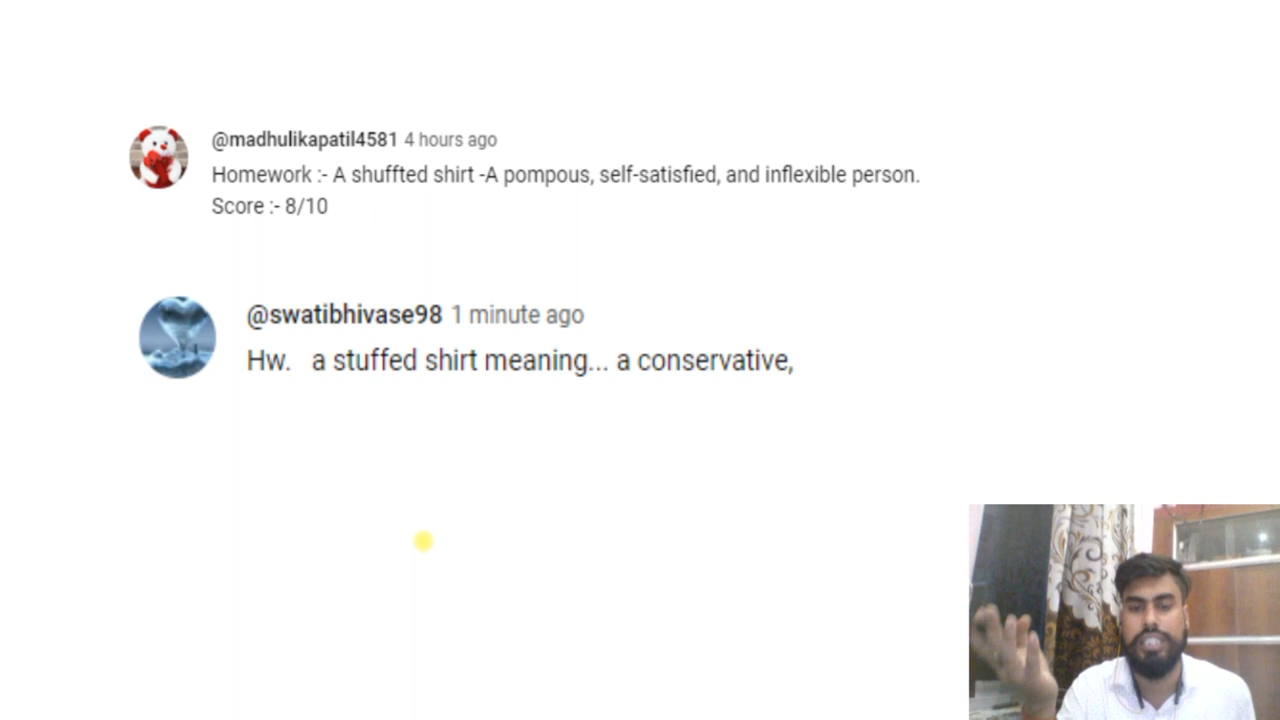 @madhulikapatil4581 4 hours ago
Homework :- A shuffted shirt -A pompous, self-satisfied, and inflexible person.
Score :- 8/10
@swatibhivase98 1 minute ago
Hw. a stuffed shirt meaning... a conservative,